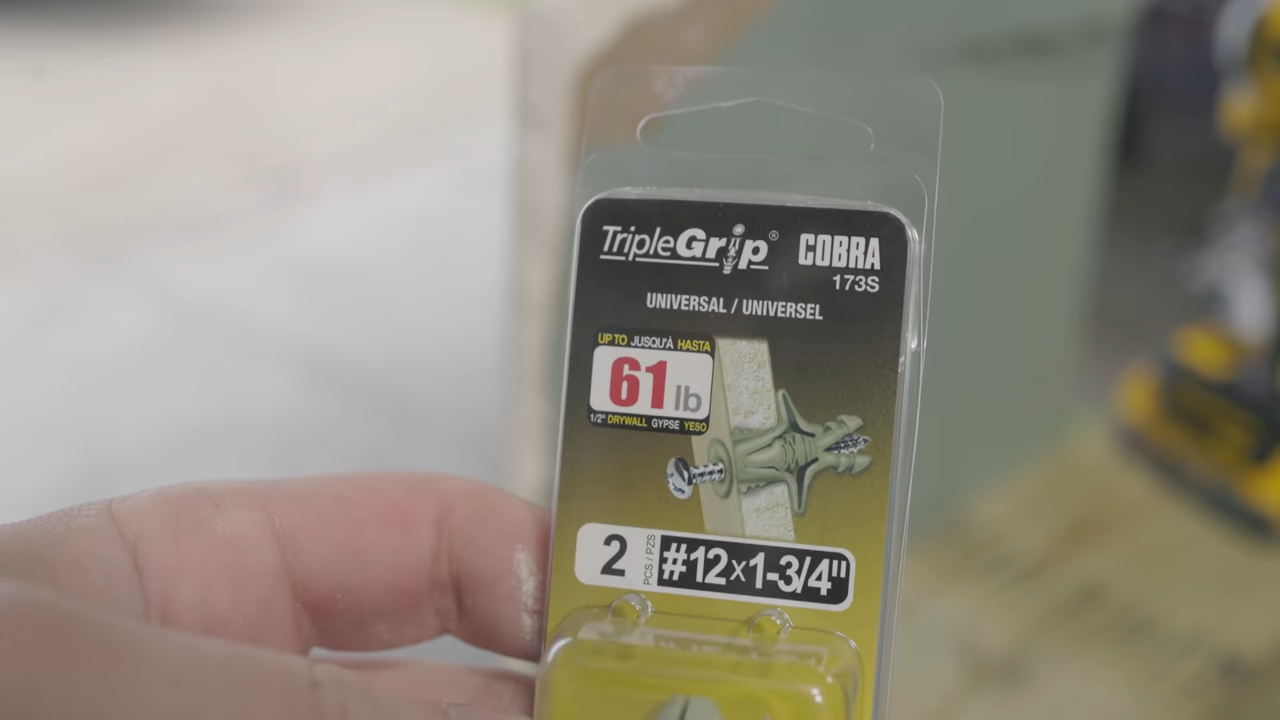 TripleGrip®
COBRA
173S
UNIVERSAL / UNIVERSEL
UP TO JUSQU'À HASTA
61 lb
1/2" DRYWALL GYPSE YESO
2 PCS / PZS #12x1-3/4"